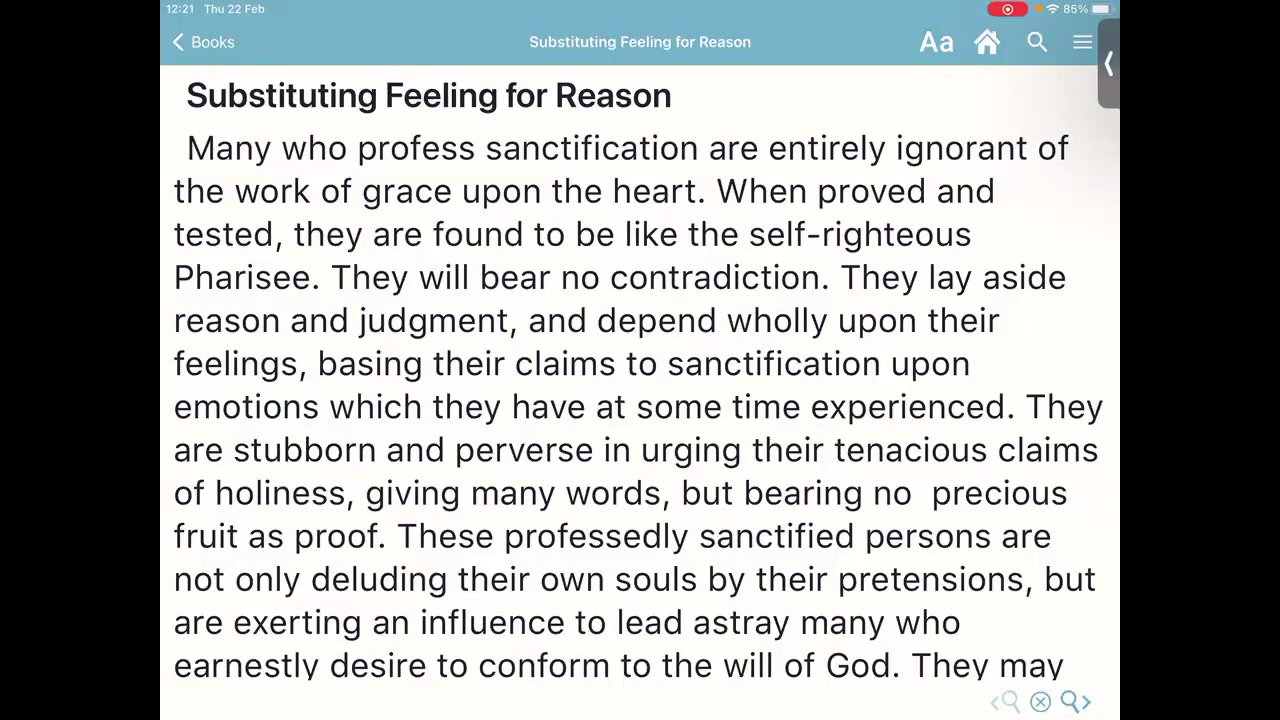 12:21 Thu 22 Feb
85%
Books
Substituting Feeling for Reason
Aa
Substituting Feeling for Reason
Many who profess sanctification are entirely ignorant of
the work of grace upon the heart. When proved and
tested, they are found to be like the self-righteous
Pharisee. They will bear no contradiction. They lay aside
reason and judgment, and depend wholly upon their
feelings, basing their claims to sanctification upon
emotions which they have at some time experienced. They
are stubborn and perverse in urging their tenacious claims
of holiness, giving many words, but bearing no  precious
fruit as proof. These professedly sanctified persons are
not only deluding their own souls by their pretensions, but
are exerting an influence to lead astray many who
earnestly desire to conform to the will of God. They may